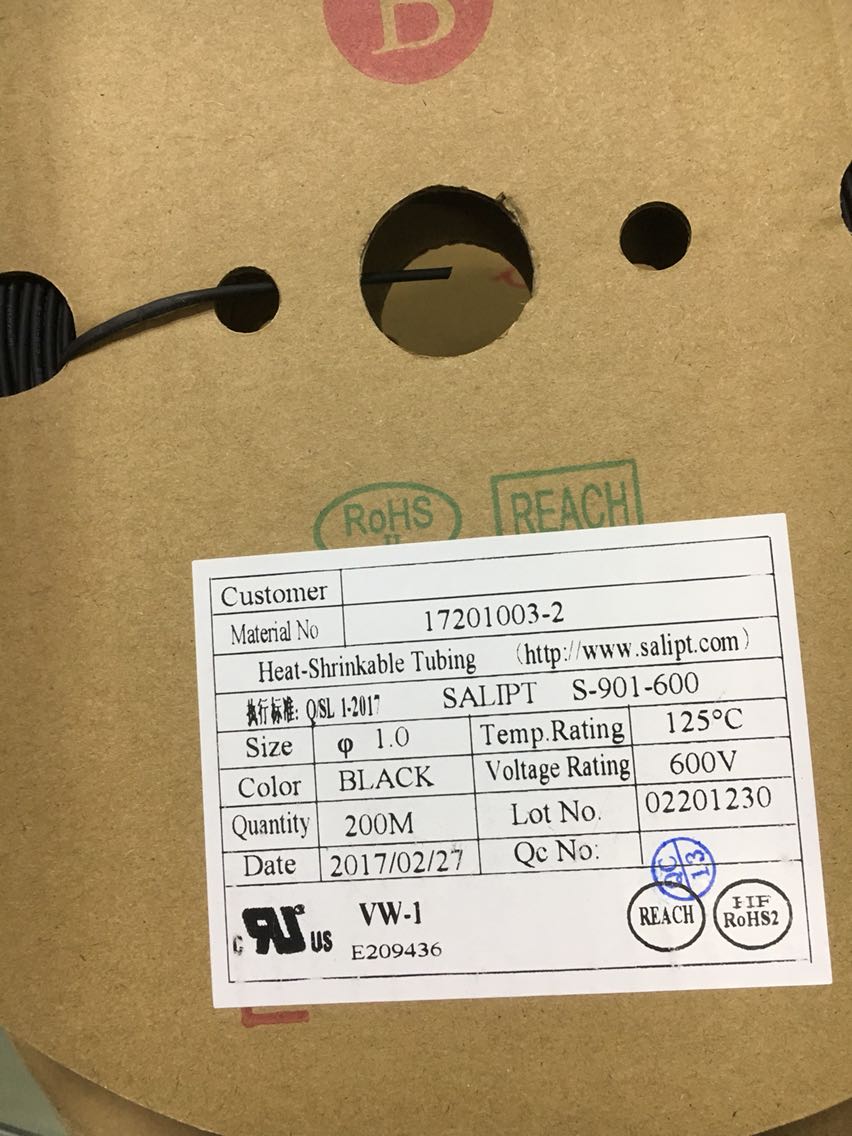 B
RoHS
REACH
Customer
Material No 17201003-2
Heat-Shrinkable Tubing (http://www.salipt.com)
执行标准: Q/SL 1-2017 SALIPT S-901-600
Size φ 1.0 Temp.Rating 125°C
Color BLACK Voltage Rating 600V
Quantity 200M Lot No. 02201230
Date 2017/02/27 Qc No:
QC 13
c RU US VW-1 REACH HF RoHS2
E209436